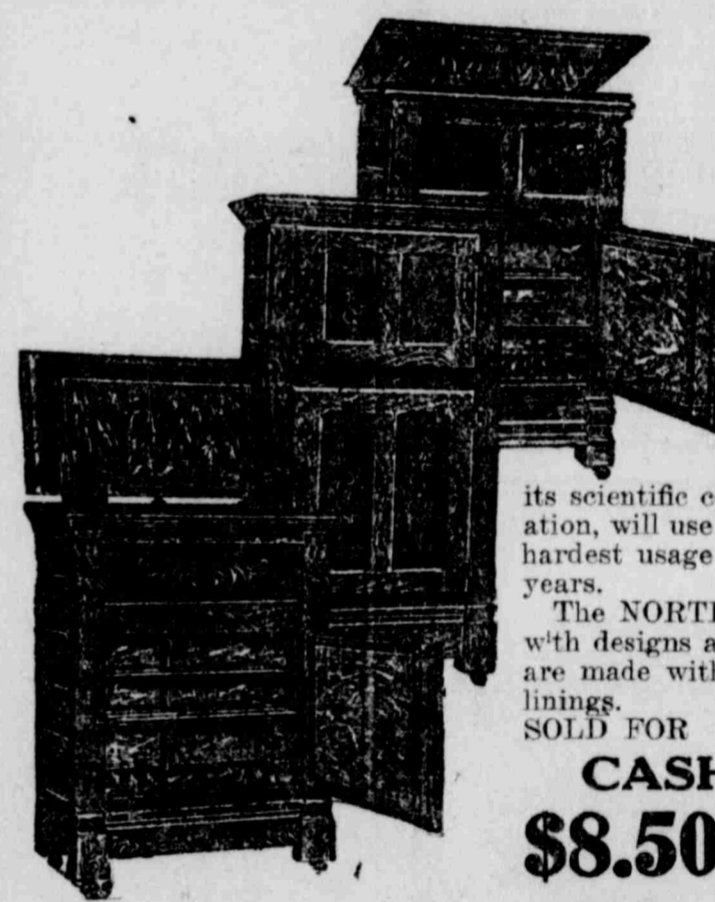 its scientific c
ation, will use
hardest usage
years.
The NORTH
with designs a
are made with
linings.
SOLD FOR
CASH
$8.50